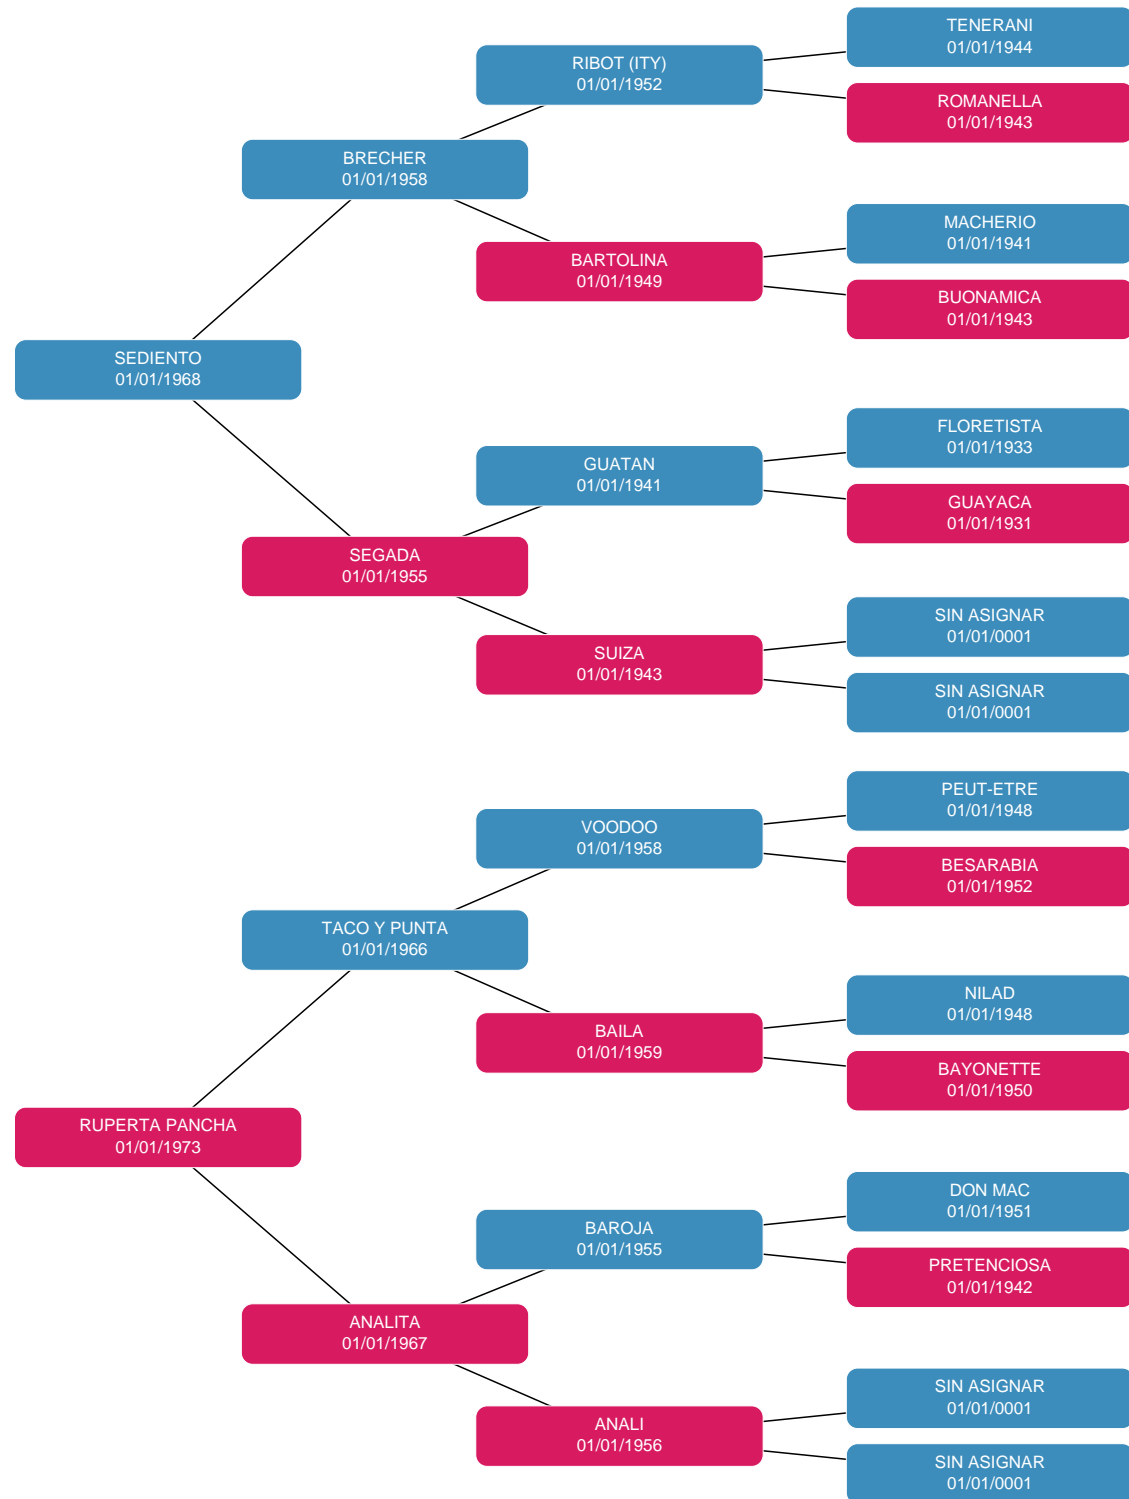 TENERANI
01/01/1944
RIBOT (ITY)
01/01/1952
ROMANELLA
01/01/1943
BRECHER
01/01/1958
MACHERIO
01/01/1941
BARTOLINA
01/01/1949
BUONAMICA
01/01/1943
SEDIENTO
01/01/1968
FLORETISTA
01/01/1933
GUATAN
01/01/1941
GUAYACA
01/01/1931
SEGADA
01/01/1955
SIN ASIGNAR
01/01/0001
SUIZA
01/01/1943
SIN ASIGNAR
01/01/0001
PEUT-ETRE
01/01/1948
VOODOO
01/01/1958
BESARABIA
01/01/1952
TACO Y PUNTA
01/01/1966
NILAD
01/01/1948
BAILA
01/01/1959
BAYONETTE
01/01/1950
RUPERTA PANCHA
01/01/1973
DON MAC
01/01/1951
BAROJA
01/01/1955
PRETENCIOSA
01/01/1942
ANALITA
01/01/1967
SIN ASIGNAR
01/01/0001
ANALI
01/01/1956
SIN ASIGNAR
01/01/0001